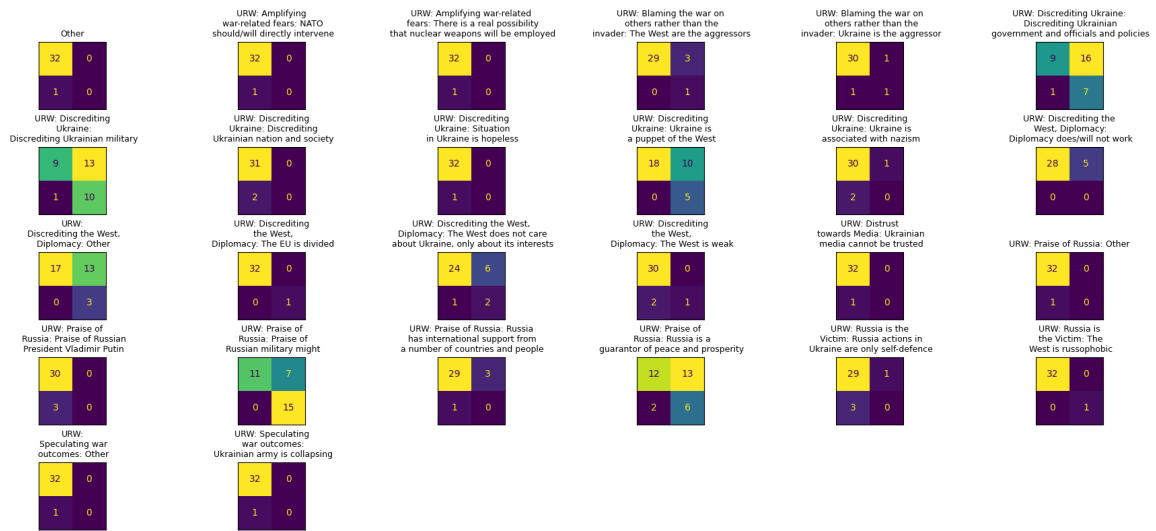 Other
32 0
1 0
URW: Amplifying
war-related fears: NATO
should/will directly intervene
32 0
1 0
URW: Amplifying war-related
fears: There is a real possibility
that nuclear weapons will be employed
32 0
1 0
URW: Blaming the war on
others rather than the
invader: The West are the aggressors
29 3
0 1
URW: Blaming the war on
others rather than the
invader: Ukraine is the aggressor
30 1
1 1
URW: Discrediting Ukraine:
Discrediting Ukrainian
government and officials and policies
9 16
1 7
URW: Discrediting
Ukraine:
Discrediting Ukrainian military
9 13
1 10
URW: Discrediting
Ukraine: Discrediting
Ukrainian nation and society
31 0
2 0
URW: Discrediting
Ukraine: Situation
in Ukraine is hopeless
32 0
1 0
URW: Discrediting
Ukraine: Ukraine is
a puppet of the West
18 10
0 5
URW: Discrediting
Ukraine: Ukraine is
associated with nazism
30 1
2 0
URW: Discrediting the
West, Diplomacy:
Diplomacy does/will not work
28 5
0 0
URW:
Discrediting the West,
Diplomacy: Other
17 13
0 3
URW: Discrediting
the West,
Diplomacy: The EU is divided
32 0
0 1
URW: Discrediting the West,
Diplomacy: The West does not care
about Ukraine, only about its interests
24 6
1 2
URW: Discrediting
the West,
Diplomacy: The West is weak
30 0
2 1
URW: Distrust
towards Media: Ukrainian
media cannot be trusted
32 0
1 0
URW: Praise of Russia: Other
32 0
1 0
URW: Praise of
Russia: Praise of Russian
President Vladimir Putin
30 0
3 0
URW: Praise of
Russia: Praise of
Russian military might
11 7
0 15
URW: Praise of Russia: Russia
has international support from
a number of countries and people
29 3
1 0
URW: Praise of
Russia: Russia is a
guarantor of peace and prosperity
12 13
2 6
URW: Russia is the
Victim: Russia actions in
Ukraine are only self-defence
29 1
3 0
URW: Russia is
the Victim: The
West is russophobic
32 0
0 1
URW:
Speculating war
outcomes: Other
32 0
1 0
URW: Speculating
war outcomes:
Ukrainian army is collapsing
32 0
1 0